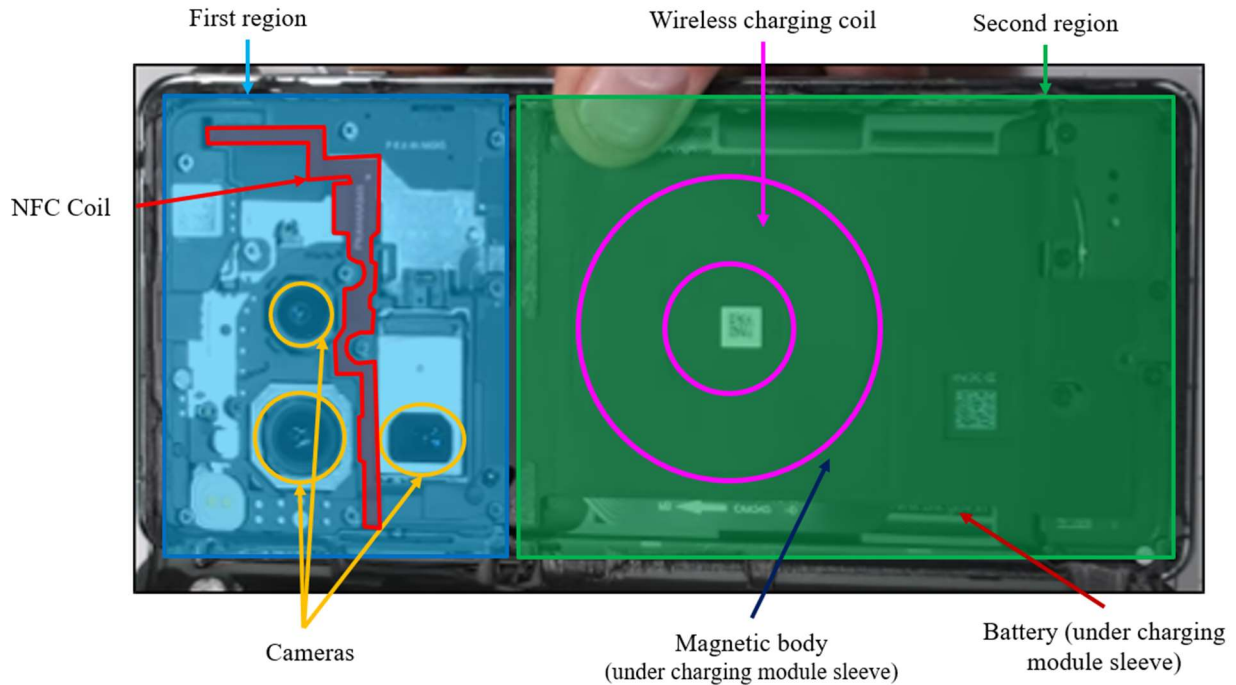 First region
Wireless charging coil
Second region
NFC Coil
Cameras
Magnetic body
(under charging module sleeve)
Battery (under charging
module sleeve)